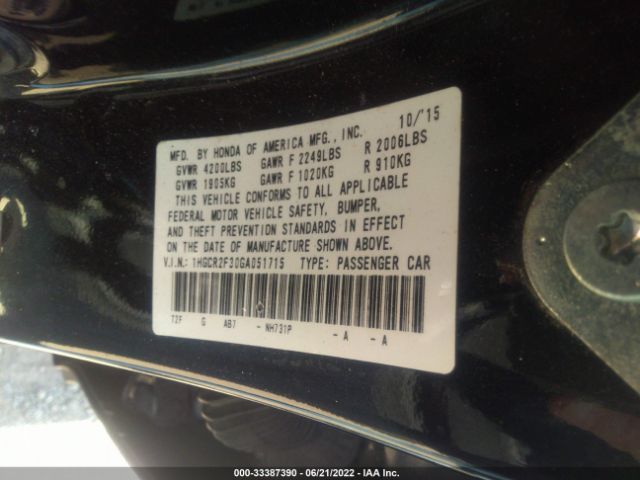 MFD. BY HONDA OF AMERICA MFG., INC. 10/'15
GVWR 4200LBS GAWR F 2249LBS R 2006LBS
GVWR 1905KG GAWR F 1020KG R 910KG
THIS VEHICLE CONFORMS TO ALL APPLICABLE
FEDERAL MOTOR VEHICLE SAFETY, BUMPER,
AND THEFT PREVENTION STANDARDS IN EFFECT
ON THE DATE OF MANUFACTURE SHOWN ABOVE.
V.I.N.: 1HGCR2F30GA051715 TYPE: PASSENGER CAR
T2F G AB7 - NH731P - A - A
000-33387390 - 06/21/2022 - IAA Inc.